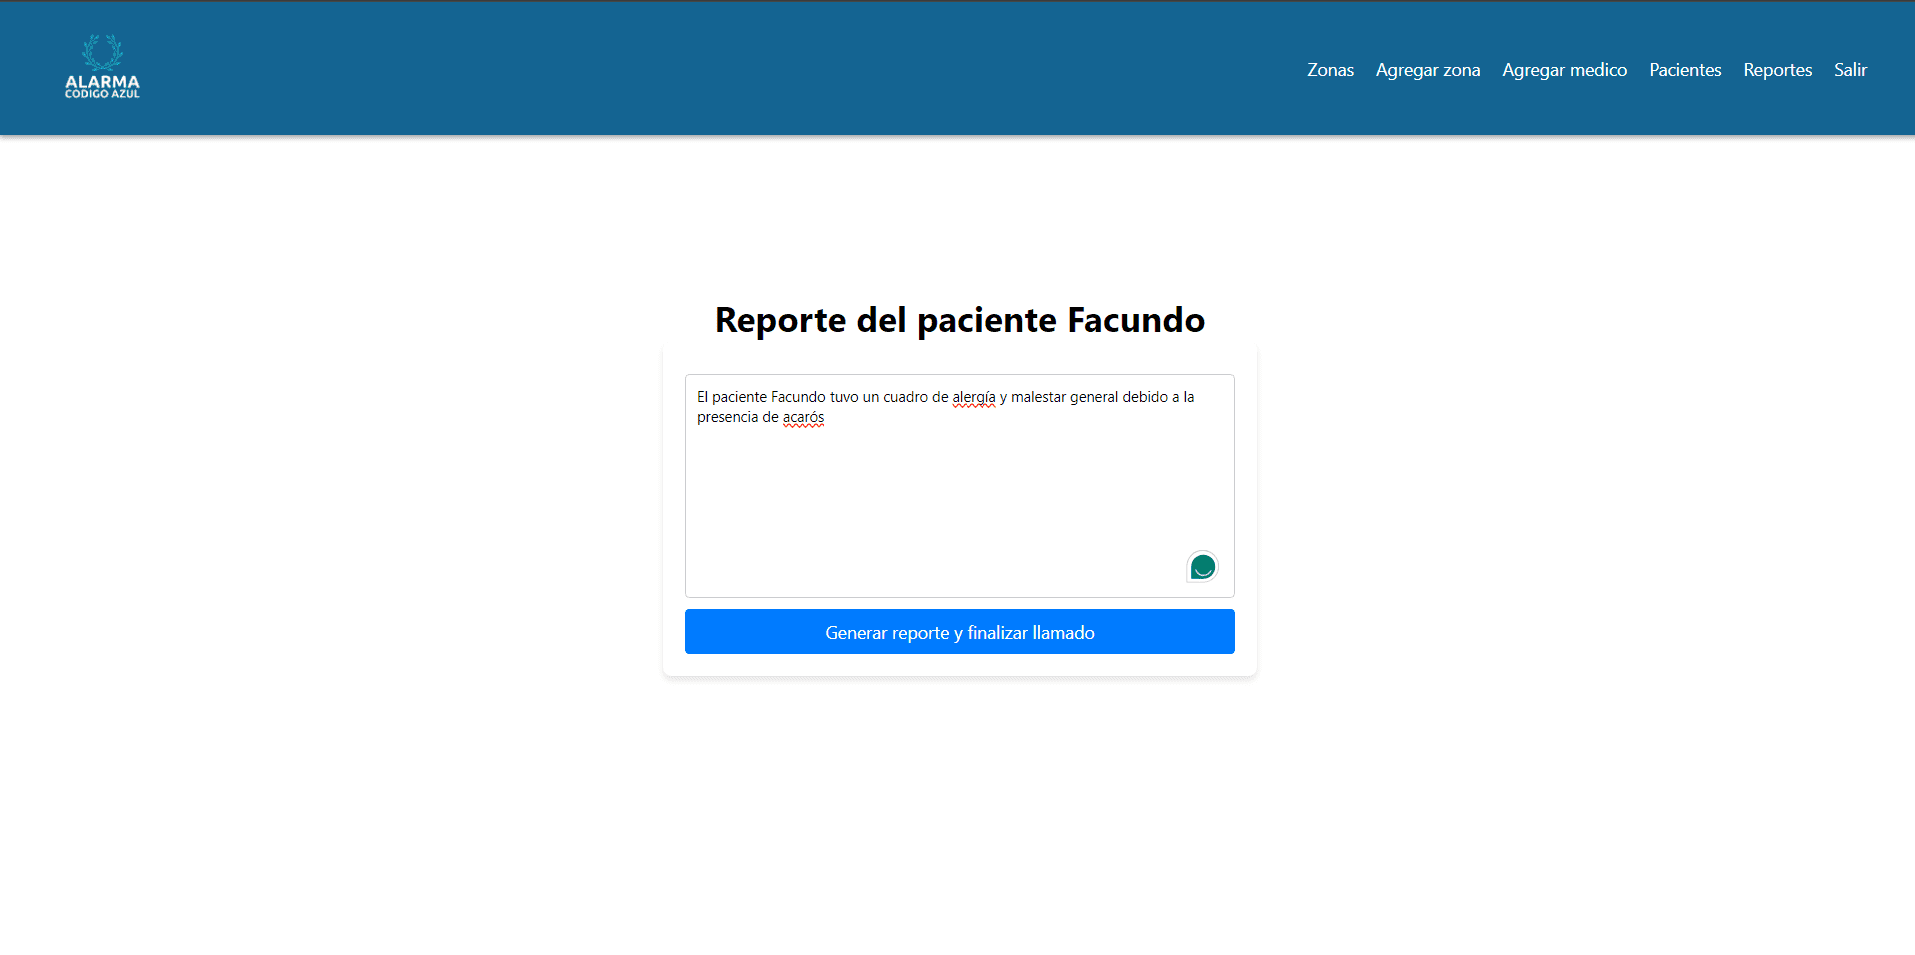 ALARMA
CODIGO AZUL
Zonas Agregar zona Agregar medico Pacientes Reportes Salir
Reporte del paciente Facundo
El paciente Facundo tuvo un cuadro de alergía y malestar general debido a la
presencia de acarós
Generar reporte y finalizar llamado